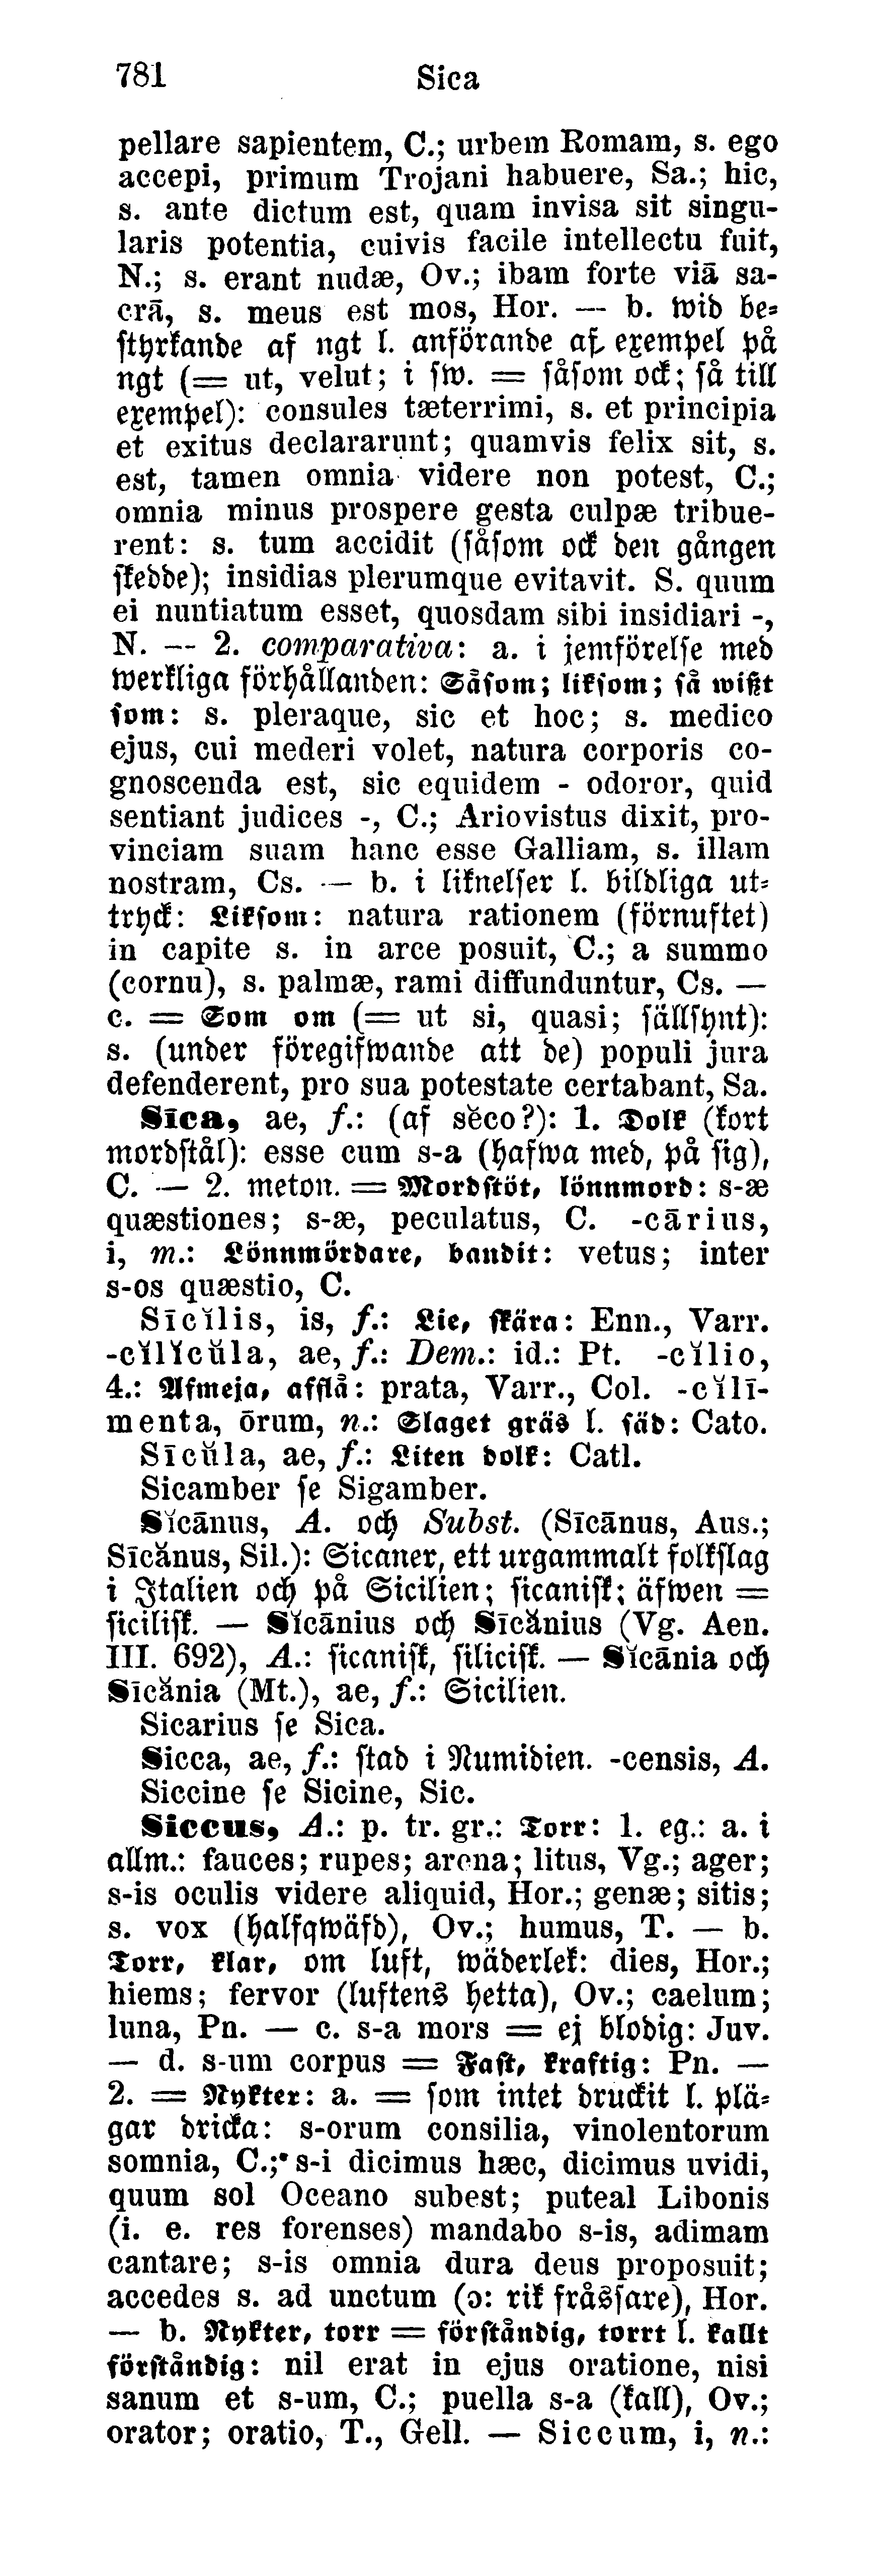 781 Sica
pellare sapientem, C.; urbem Romam, s. ego
accepi, primum Trojani habuere, Sa.; hic,
s. ante dictum est, quam invisa sit singu-
laris potentia, cuivis facile intellectu fuit,
N.; s. erant nudæ, Ov.; ibam forte viā sa-
crā, s. meus est mos, Hor. — b. wid be-
styrkande af ngt l. anförande af exempel på
ngt (= ut, velut; i sw. = såsom ock; så till
exempel): consules tæterrimi, s. et principia
et exitus declararunt; quamvis felix sit, s.
est, tamen omnia videre non potest, C.;
omnia minus prospere gesta culpæ tribue-
rent: s. tum accidit (såsom ock den gången
skedde); insidias plerumque evitavit. S. quum
ei nuntiatum esset, quosdam sibi insidiari -,
N. — 2. comparativa: a. i jemförelse med
werkliga förhållanden: Såsom; liksom; så wißt
som: s. pleraque, sic et hoc; s. medico
ejus, cui mederi volet, natura corporis co-
gnoscenda est, sic equidem - odoror, quid
sentiant judices -, C.; Ariovistus dixit, pro-
vinciam suam hanc esse Galliam, s. illam
nostram, Cs. — b. i liknelser l. bildliga ut-
tryck: Liksom: natura rationem (förnuftet)
in capite s. in arce posuit, C.; a summo
(cornu), s. palmæ, rami diffunduntur, Cs. —
c. = Som om (= ut si, quasi; sällsynt):
s. (under föregifwande att de) populi jura
defenderent, pro sua potestate certabant, Sa.
Sīca, ae, f.: (af sĕco?): 1. Dolk (kort
mordstål): esse cum s-a (hafwa med, på sig),
C. — 2. meton. = Mordstöt, lönnmord: s-æ
quæstiones; s-æ, peculatus, C. -cārius,
i, m.: Lönnmördare, bandit: vetus; inter
s-os quæstio, C.
Sīcĭlis, is, f.: Lie, skära: Enn., Varr.
-cĭlĭcŭla, ae, f.: Dem.: id.: Pt. -cĭlio,
4.: Afmeja, afslå: prata, Varr., Col. -cĭlī-
menta, ōrum, n.: Slaget gräs l. säd: Cato.
Sīcŭla, ae, f.: Liten dolk: Catl.
Sicamber se Sigamber.
Sĭcānus, A. och Subst. (Sīcānus, Aus.;
Sīcănus, Sil.): Sicaner, ett urgammalt folkslag
i Italien och på Sicilien; sicanisk; äfwen =
sicilisk. — Sĭcānius och Sīcănius (Vg. Aen.
III. 692), A.: sicanisk, silicisk. — Sĭcānia och
Sīcănia (Mt.), ae, f.: Sicilien.
Sicarius se Sica.
Sicca, ae, f.: stad i Numidien. -censis, A.
Siccine se Sicine, Sic.
Siccus, A.: p. tr. gr.: Torr: 1. eg.: a. i
allm.: fauces; rupes; arena; litus, Vg.; ager;
s-is oculis videre aliquid, Hor.; genæ; sitis;
s. vox (halfqwäfd), Ov.; humus, T. — b.
Torr, klar, om luft, wäderlek: dies, Hor.;
hiems; fervor (luftens hetta), Ov.; caelum;
luna, Pn. — c. s-a mors = ej blodig: Juv.
— d. s-um corpus = Fast, kraftig: Pn. —
2. = Nykter: a. = som intet druckit l. plä-
gar dricka: s-orum consilia, vinolentorum
somnia, C.; s-i dicimus hæc, dicimus uvidi,
quum sol Oceano subest; puteal Libonis
(i. e. res forenses) mandabo s-is, adimam
cantare; s-is omnia dura deus proposuit;
accedes s. ad unctum (ɔ: rik fråssare), Hor.
— b. Nykter, torr = förståndig, torrt l. kallt
förståndig: nil erat in ejus oratione, nisi
sanum et s-um, C.; puella s-a (kall), Ov.;
orator; oratio, T., Gell. — Siccum, i, n.: